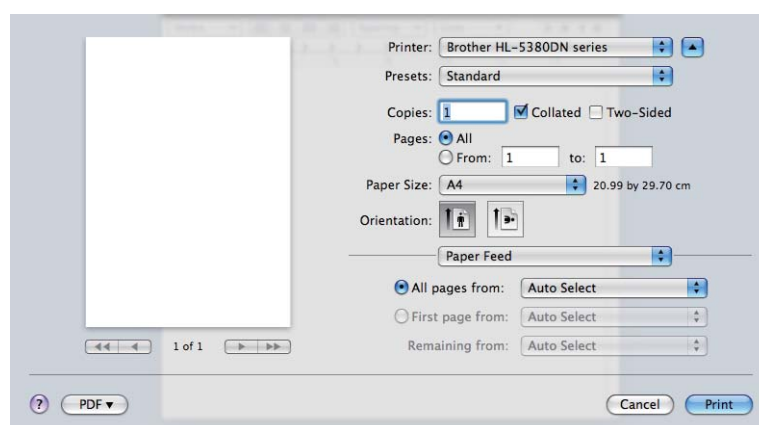 Printer: Brother HL-5380DN series
Presets: Standard
Copies: 1 Collated Two-Sided
Pages: All
From: 1 to: 1
Paper Size: A4 20.99 by 29.70 cm
Orientation:
Paper Feed
All pages from: Auto Select
First page from: Auto Select
1 of 1 Remaining from: Auto Select
? PDF Cancel Print